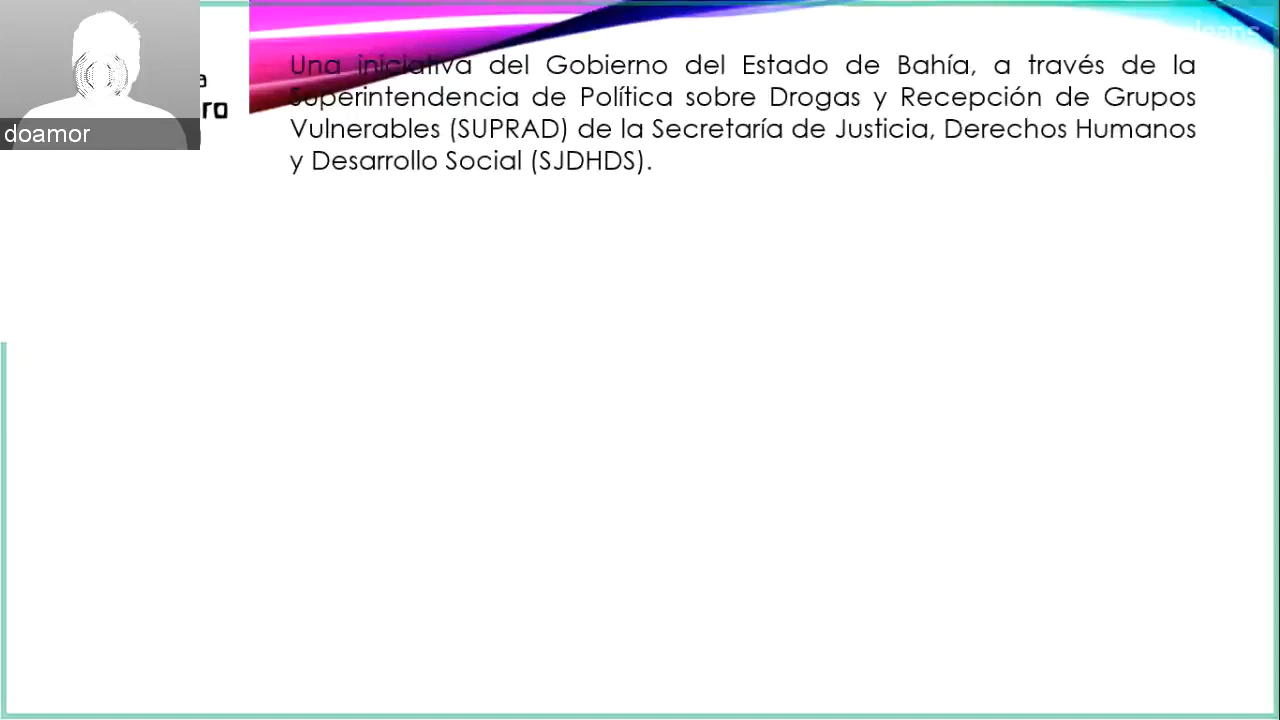 Una iniciativa del Gobierno del Estado de Bahía, a través de la
Superintendencia de Política sobre Drogas y Recepción de Grupos
Vulnerables (SUPRAD) de la Secretaría de Justicia, Derechos Humanos
y Desarrollo Social (SJDHDS).
doamor